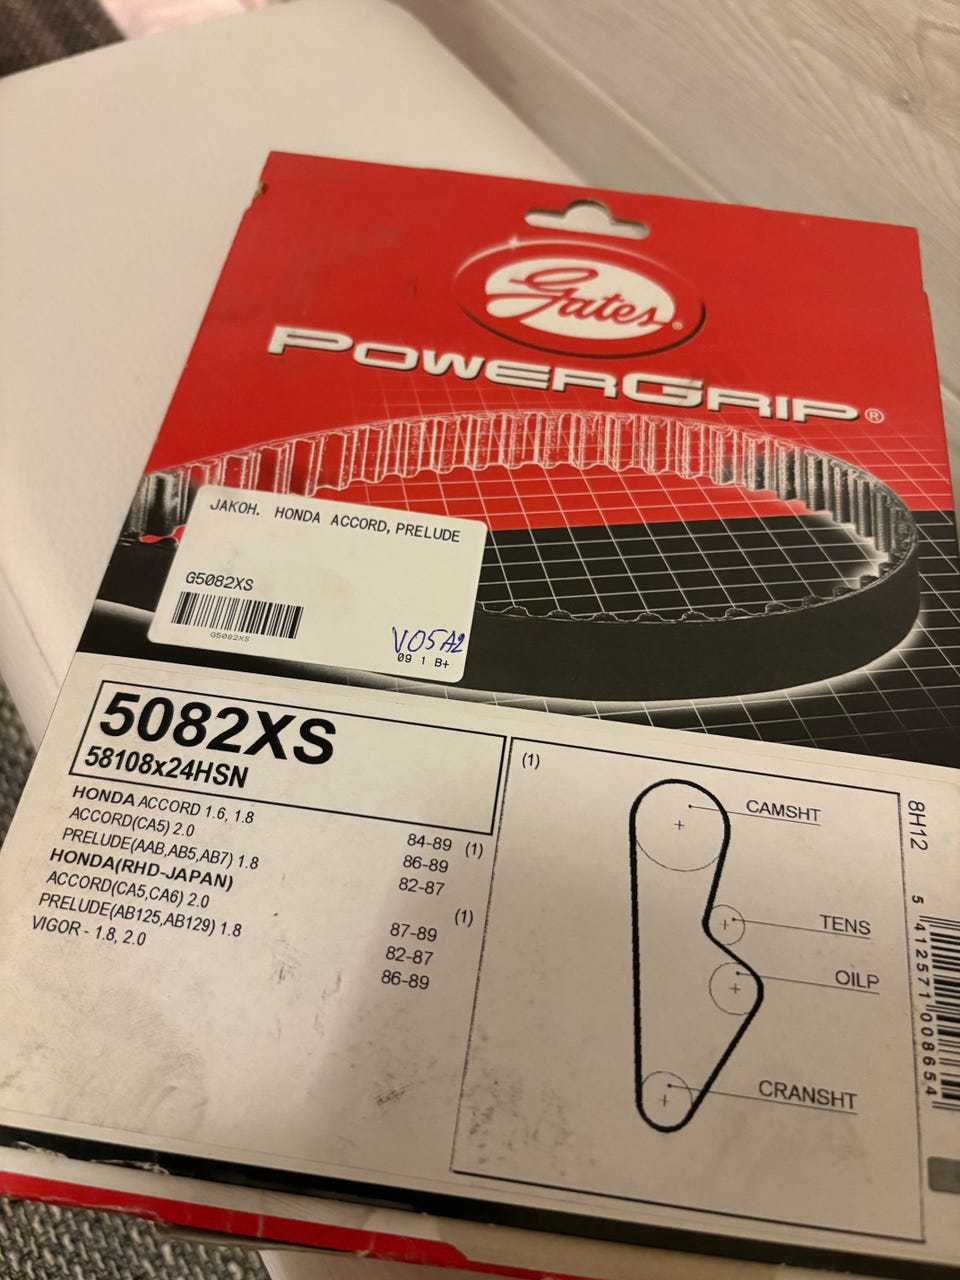 Gates®
POWERGRIP®
JAKOH. HONDA ACCORD, PRELUDE
G5082XS
G5082XS
V05A2
09 1 B+
5082XS
58108x24HSN
HONDA ACCORD 1.6, 1.8 84-89 (1)
ACCORD(CA5) 2.0 86-89
PRELUDE(AAB,AB5,AB7) 1.8 82-87
HONDA(RHD-JAPAN) (1)
ACCORD(CA5,CA6) 2.0 87-89
PRELUDE(AB125,AB129) 1.8 82-87
VIGOR - 1.8, 2.0 86-89
(1)
CAMSHT
TENS
OILP
CRANSHT
8H12
5 412571 008654